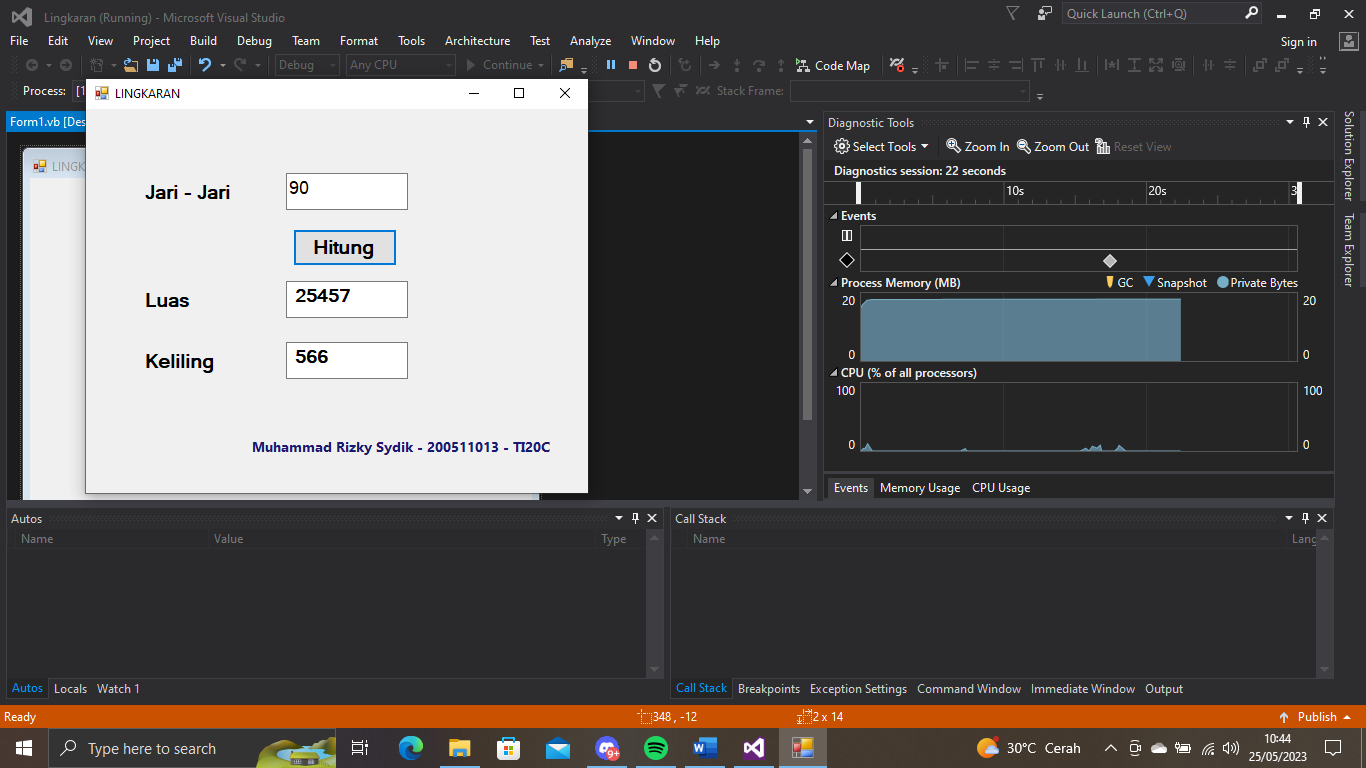 Lingkaran (Running) - Microsoft Visual Studio
Quick Launch (Ctrl+Q)
File Edit View Project Build Debug Team Format Tools Architecture Test Analyze Window Help
Sign in
Debug Any CPU Continue Code Map
Process: [1 Stack Frame:
LINGKARAN
Form1.vb [Des
LINGK
Jari - Jari 90
Hitung
Luas 25457
Keliling 566
Muhammad Rizky Sydik - 200511013 - TI20C
Diagnostic Tools
Select Tools Zoom In Zoom Out Reset View
Diagnostics session: 22 seconds
10s 20s 3
Events
Process Memory (MB) GC Snapshot Private Bytes
20 20
0 0
CPU (% of all processors)
100 100
0 0
Events Memory Usage CPU Usage
Solution Explorer
Team Explorer
Autos
Name Value Type
Autos Locals Watch 1
Call Stack
Name Lang
Call Stack Breakpoints Exception Settings Command Window Immediate Window Output
Ready 348 , -12 2 x 14 Publish
Type here to search
9+
30°C Cerah
10:44
25/05/2023